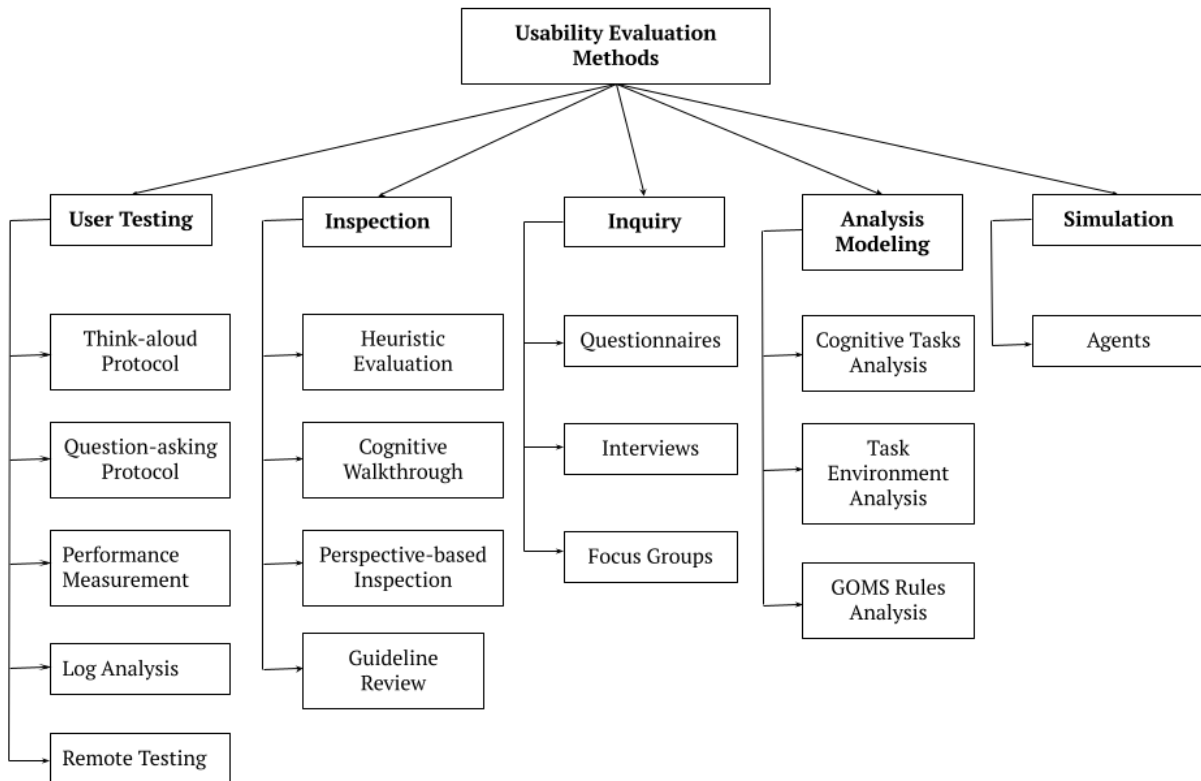 Usability Evaluation
Methods
User Testing
Think-aloud
Protocol
Question-asking
Protocol
Performance
Measurement
Log Analysis
Remote Testing
Inspection
Heuristic
Evaluation
Cognitive
Walkthrough
Perspective-based
Inspection
Guideline
Review
Inquiry
Questionnaires
Interviews
Focus Groups
Analysis
Modeling
Cognitive Tasks
Analysis
Task
Environment
Analysis
GOMS Rules
Analysis
Simulation
Agents